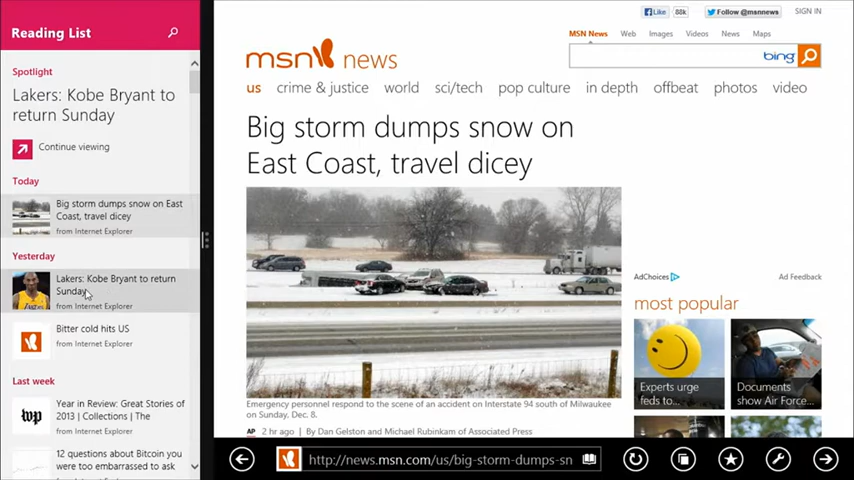 Reading List
Spotlight
Lakers: Kobe Bryant to
return Sunday
Continue viewing
Today
Big storm dumps snow on East
Coast, travel dicey
from Internet Explorer
Yesterday
Lakers: Kobe Bryant to return
Sunday
from Internet Explorer
Bitter cold hits US
from Internet Explorer
Last week
wp
Year in Review: Great Stories of
2013 | Collections | The
from Internet Explorer
12 questions about Bitcoin you
were too embarrassed to ask
Like 88k Follow @msnnews SIGN IN
MSN News Web Images Videos News Maps
msn news
bing
us crime & justice world sci/tech pop culture in depth offbeat photos video
Big storm dumps snow on
East Coast, travel dicey
AdChoices Ad Feedback
most popular
Experts urge
feds to...
Documents
show Air Force...
Emergency personnel respond to the scene of an accident on Interstate 94 south of Milwaukee
on Sunday, Dec. 8.
AP 2 hr ago | By Dan Gelston and Michael Rubinkam of Associated Press
http://news.msn.com/us/big-storm-dumps-sn